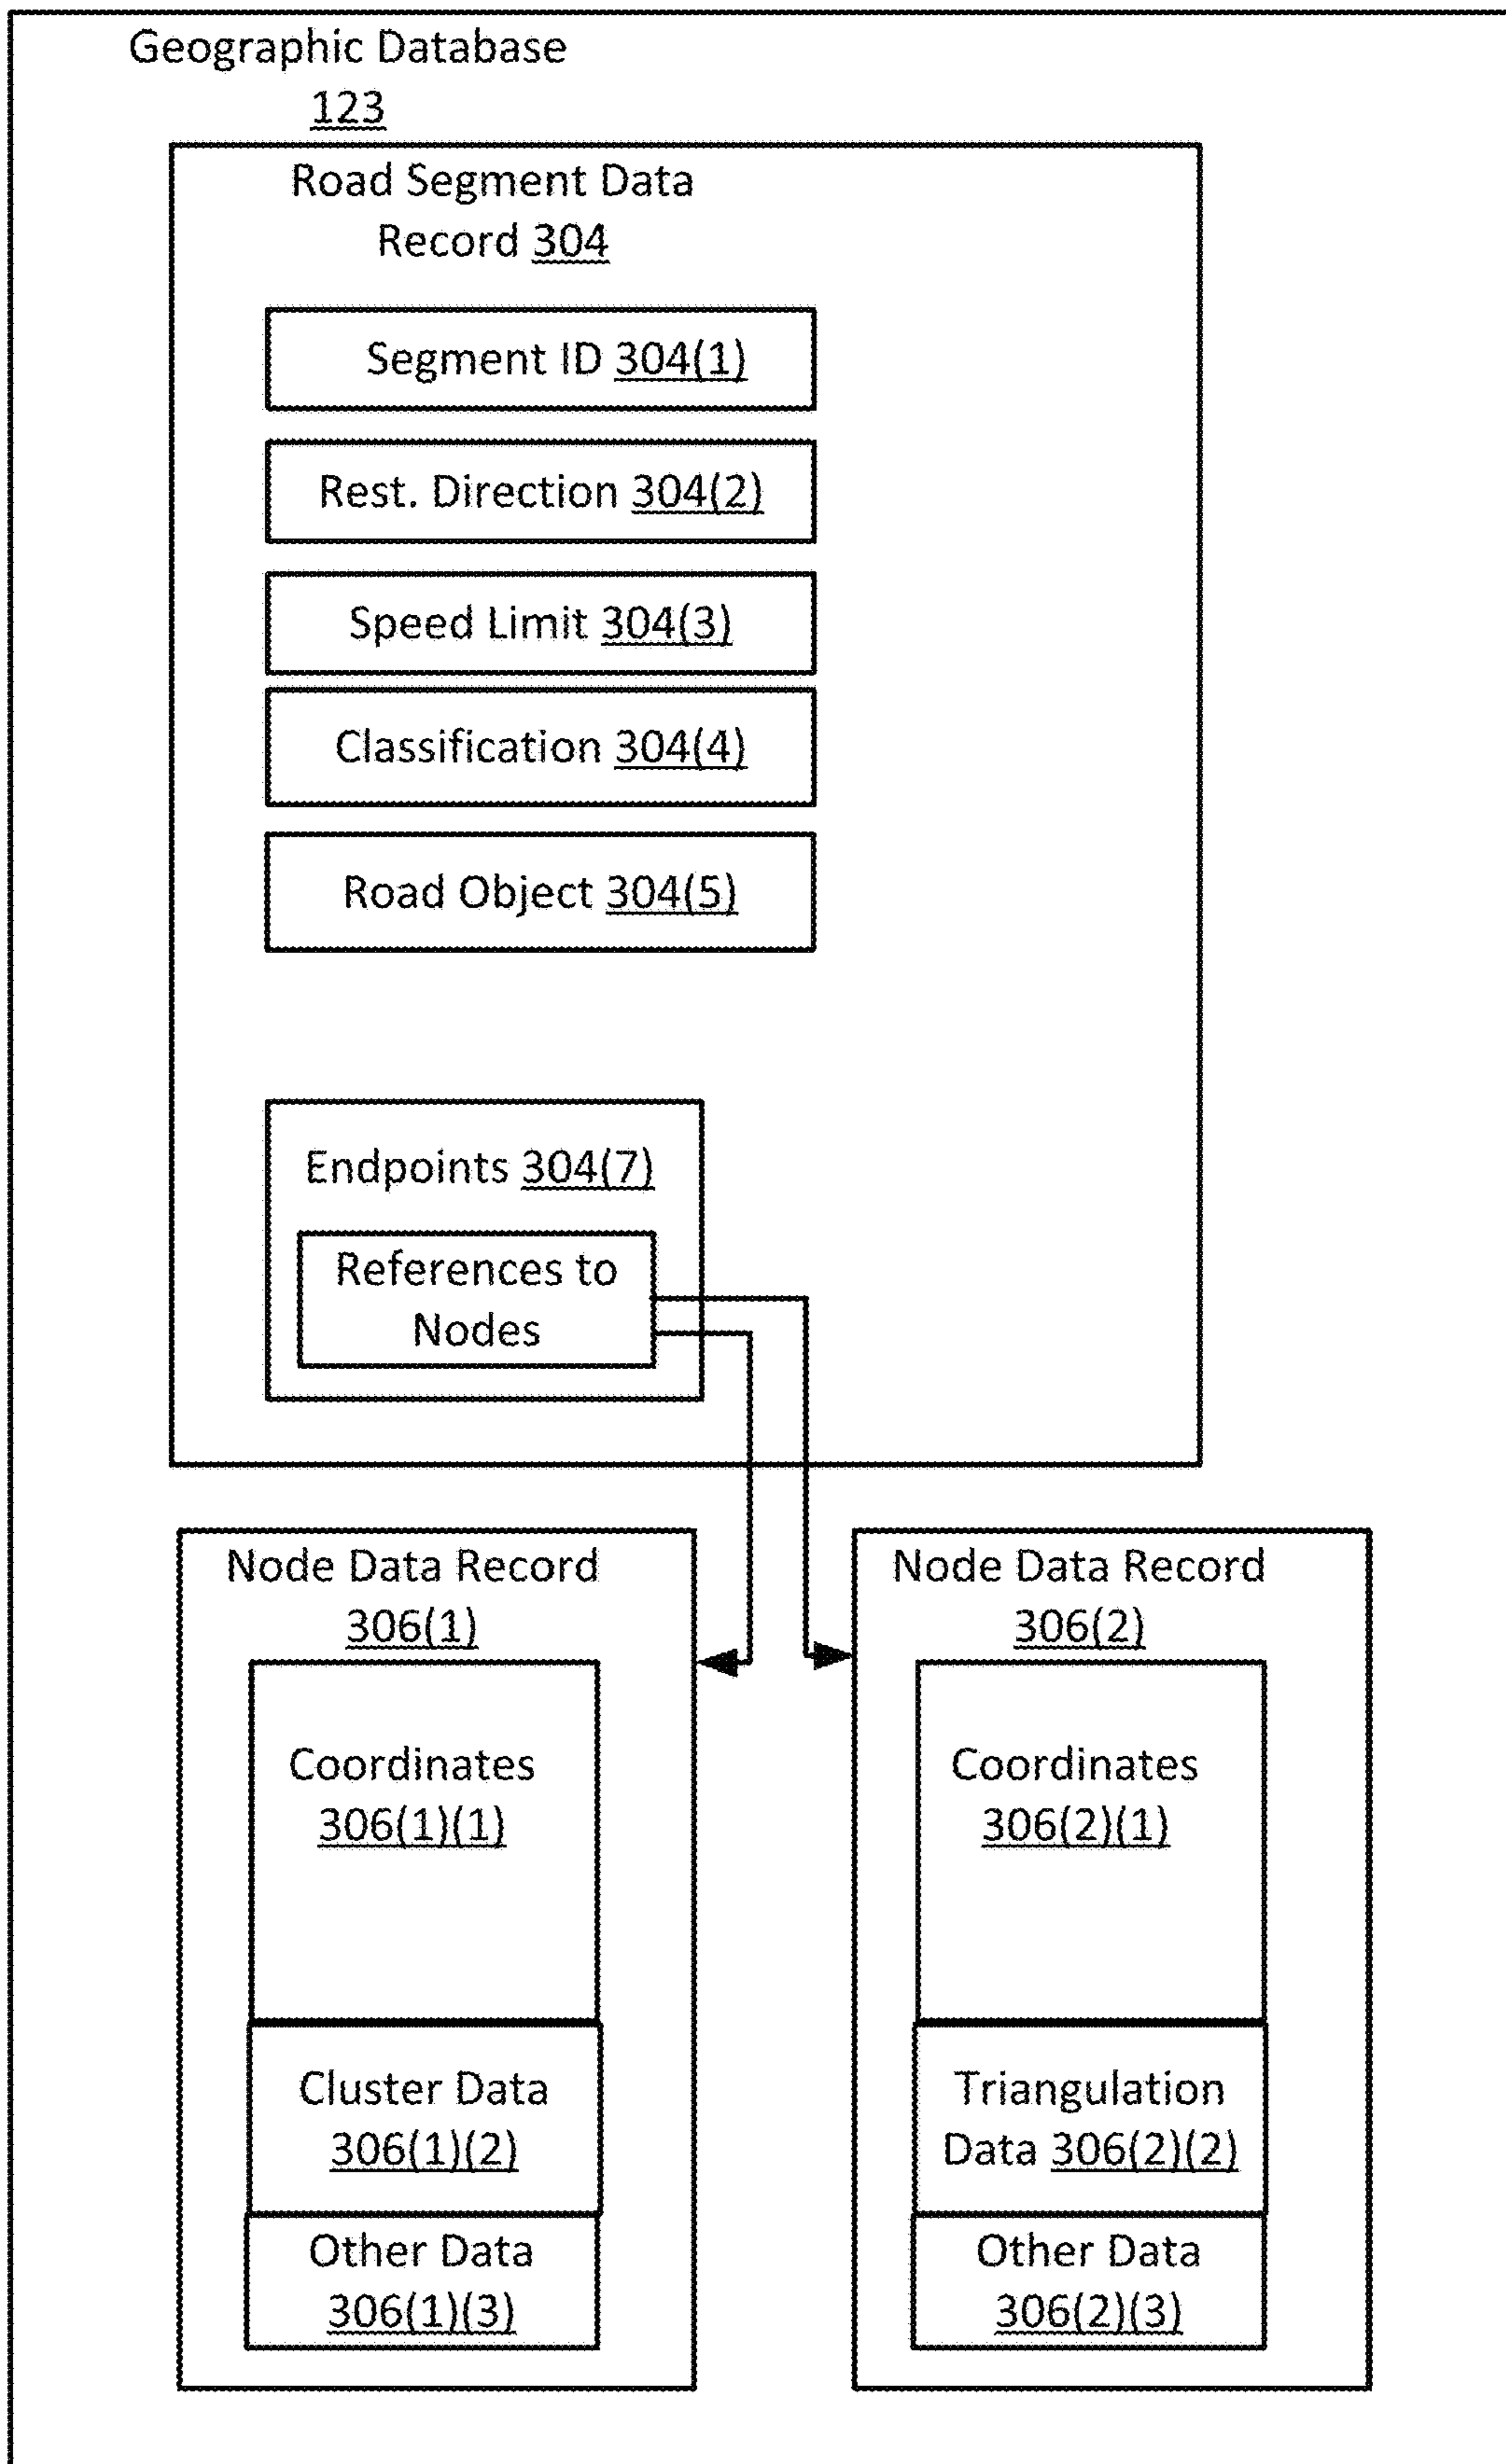 Geographic Database
123
Road Segment Data
Record 304
Segment ID 304(1)
Rest. Direction 304(2)
Speed Limit 304(3)
Classification 304(4)
Road Object 304(5)
Endpoints 304(7)
References to
Nodes
Node Data Record
306(1)
Coordinates
306(1)(1)
Cluster Data
306(1)(2)
Other Data
306(1)(3)
Node Data Record
306(2)
Coordinates
306(2)(1)
Triangulation
Data 306(2)(2)
Other Data
306(2)(3)